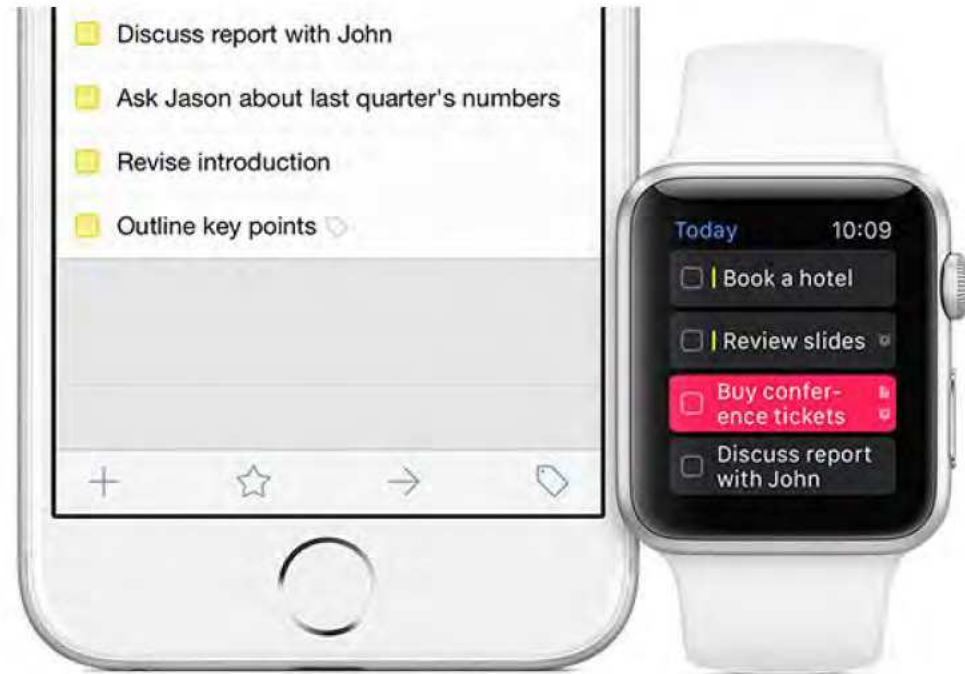 Discuss report with John
Ask Jason about last quarter's numbers
Revise introduction
Outline key points
Today 10:09
Book a hotel
Review slides
Buy confer-
ence tickets
Discuss report
with John